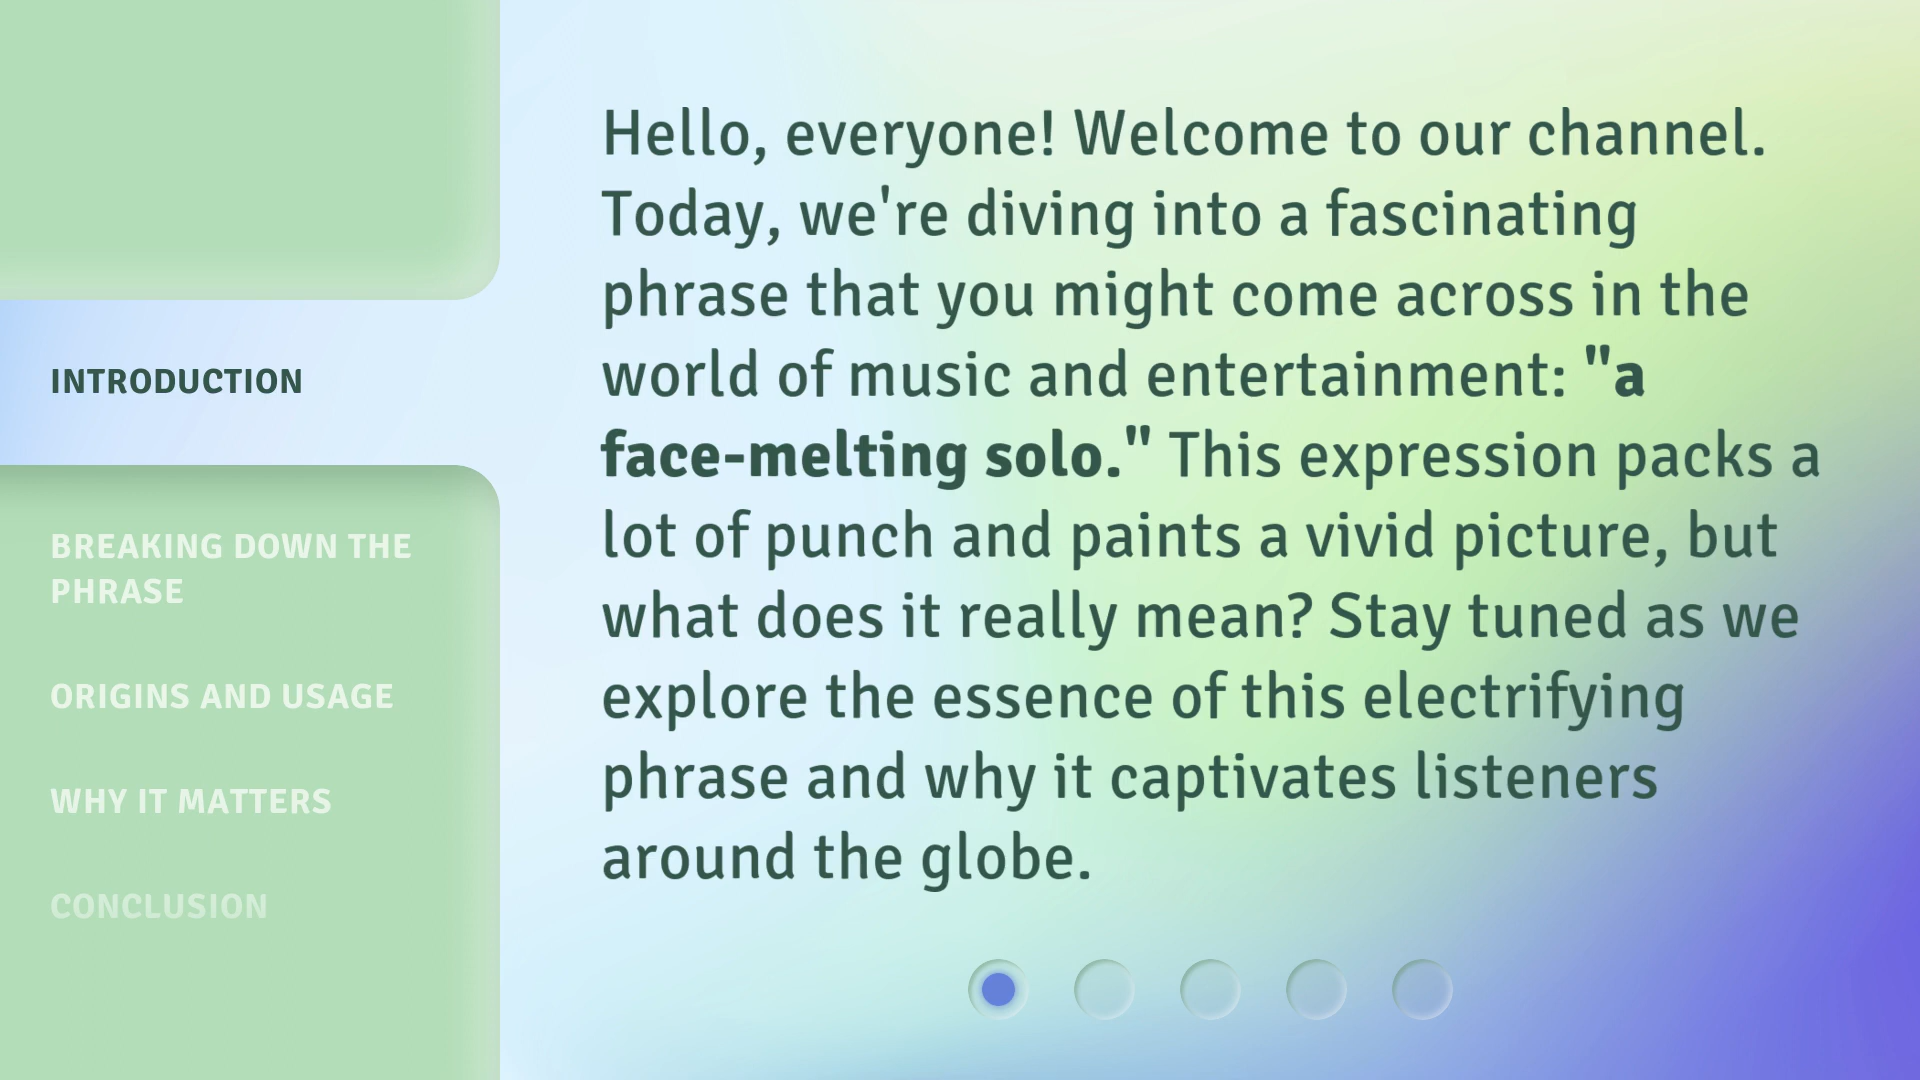 INTRODUCTION
BREAKING DOWN THE
PHRASE
ORIGINS AND USAGE
WHY IT MATTERS
CONCLUSION
Hello, everyone! Welcome to our channel.
Today, we're diving into a fascinating
phrase that you might come across in the
world of music and entertainment: "a
face-melting solo." This expression packs a
lot of punch and paints a vivid picture, but
what does it really mean? Stay tuned as we
explore the essence of this electrifying
phrase and why it captivates listeners
around the globe.